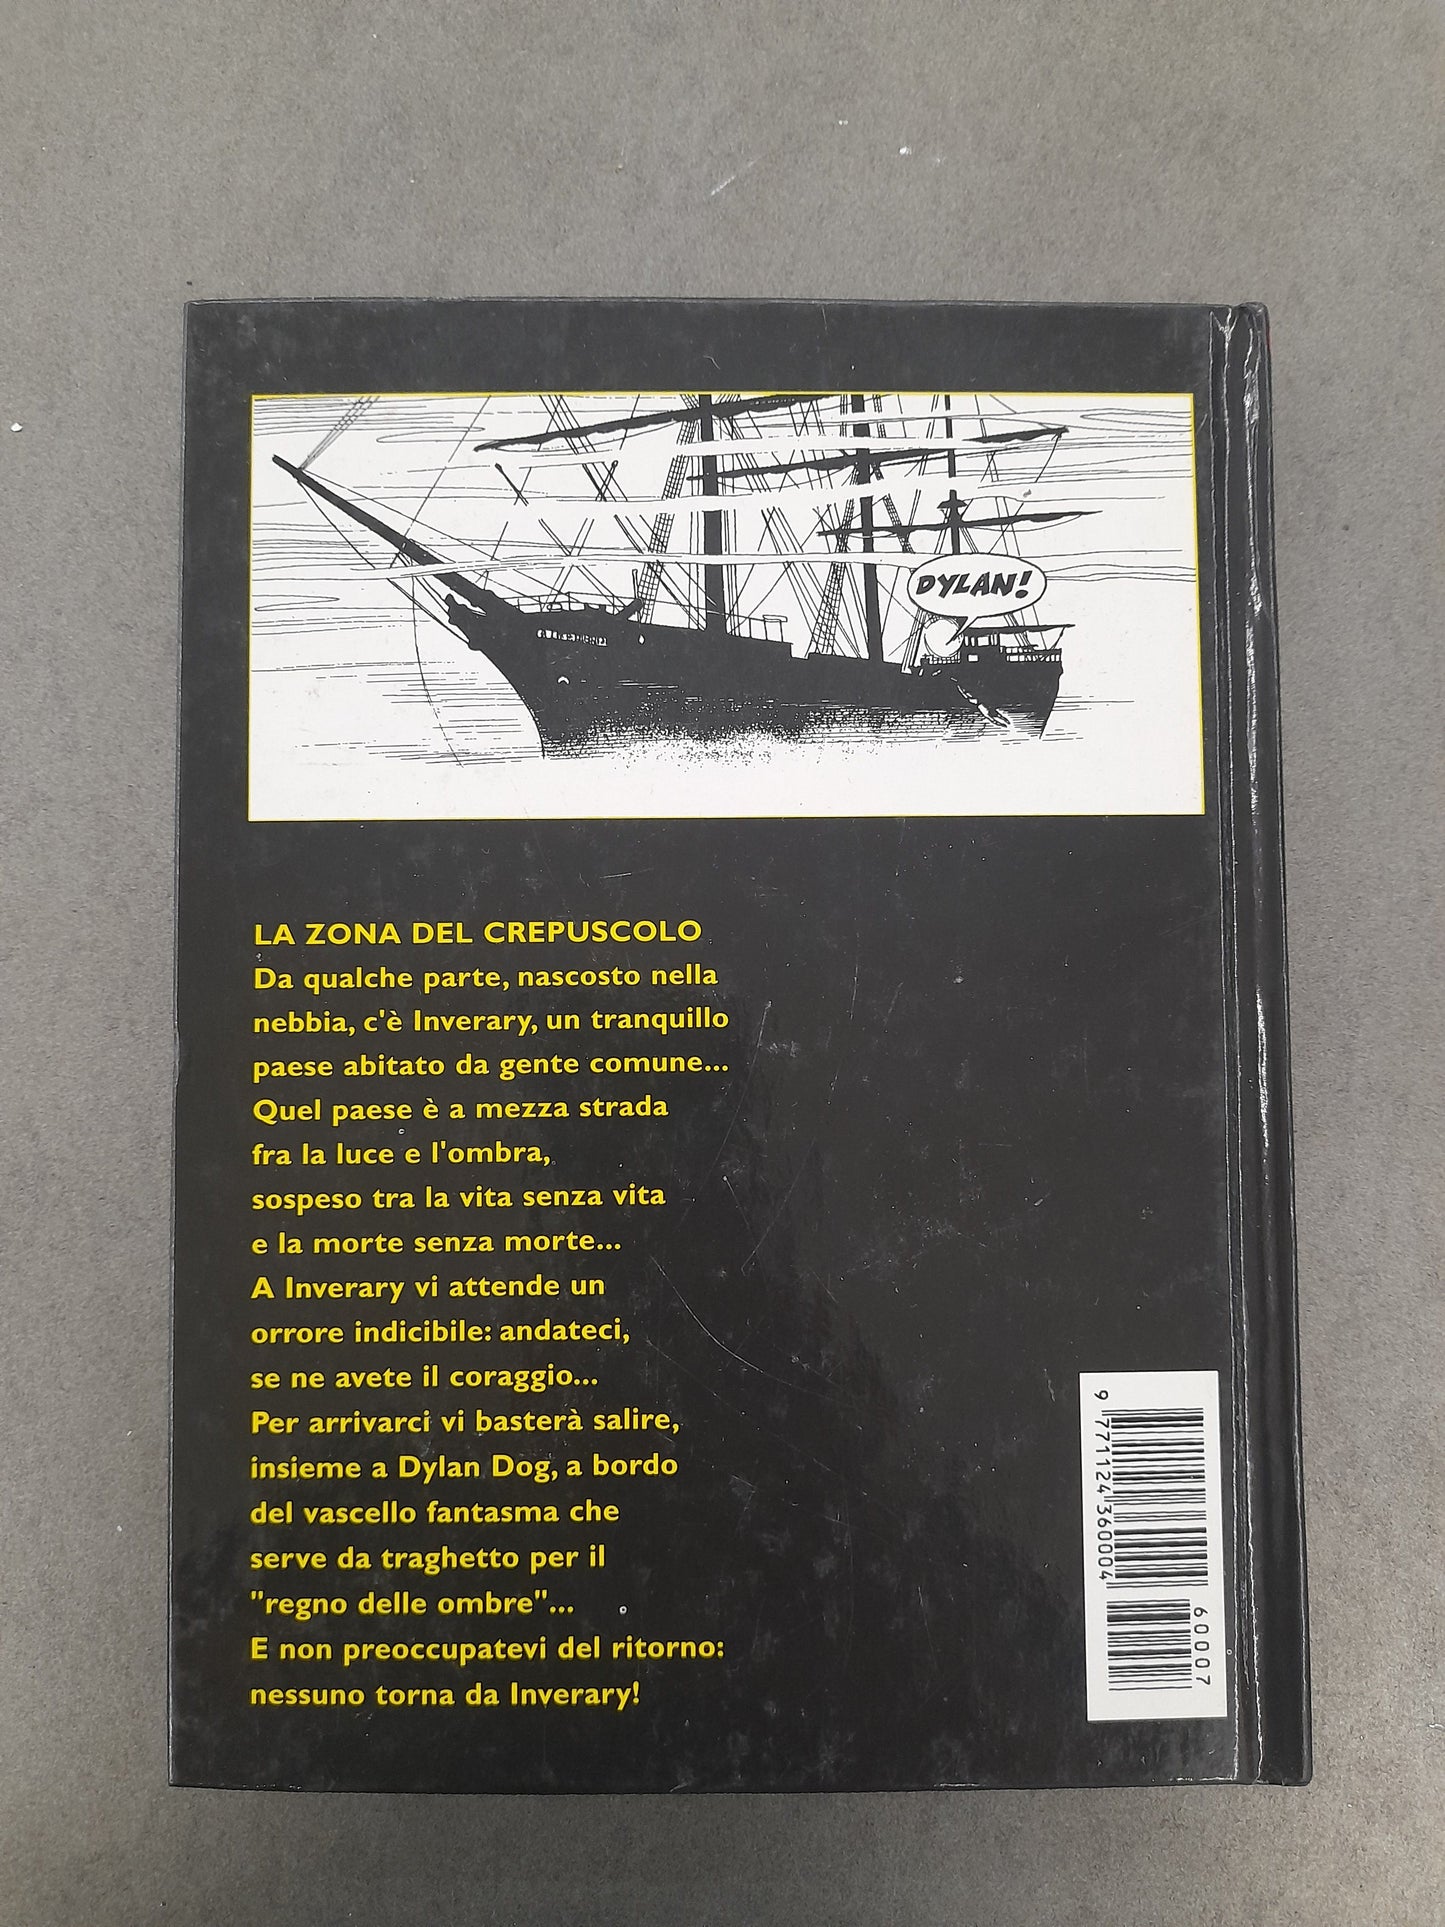 DYLAN!
LA ZONA DEL CREPUSCOLO
Da qualche parte, nascosto nella
nebbia, c'è Inverary, un tranquillo
paese abitato da gente comune...
Quel paese è a mezza strada
fra la luce e l'ombra,
sospeso tra la vita senza vita
e la morte senza morte...
A Inverary vi attende un
orrore indicibile: andateci,
se ne avete il coraggio...
Per arrivarci vi basterà salire,
insieme a Dylan Dog, a bordo
del vascello fantasma che
serve da traghetto per il
"regno delle ombre"...
E non preoccupatevi del ritorno:
nessuno torna da Inverary!
9 771124 360004
60007